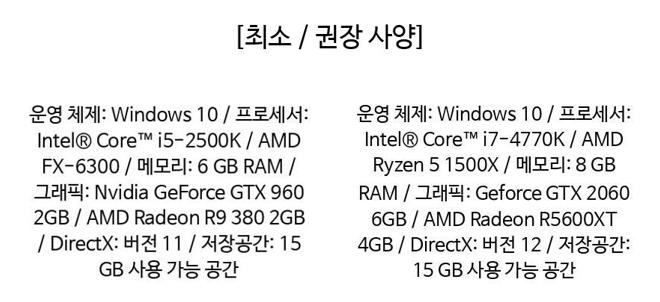 [최소 / 권장 사양]
운영 체제: Windows 10 / 프로세서:
Intel® Core™ i5-2500K / AMD
FX-6300 / 메모리: 6 GB RAM /
그래픽: Nvidia GeForce GTX 960
2GB / AMD Radeon R9 380 2GB
/ DirectX: 버전 11 / 저장공간: 15
GB 사용 가능 공간
운영 체제: Windows 10 / 프로세서:
Intel® Core™ i7-4770K / AMD
Ryzen 5 1500X / 메모리: 8 GB
RAM / 그래픽: Geforce GTX 2060
6GB / AMD Radeon R5600XT
4GB / DirectX: 버전 12 / 저장공간:
15 GB 사용 가능 공간